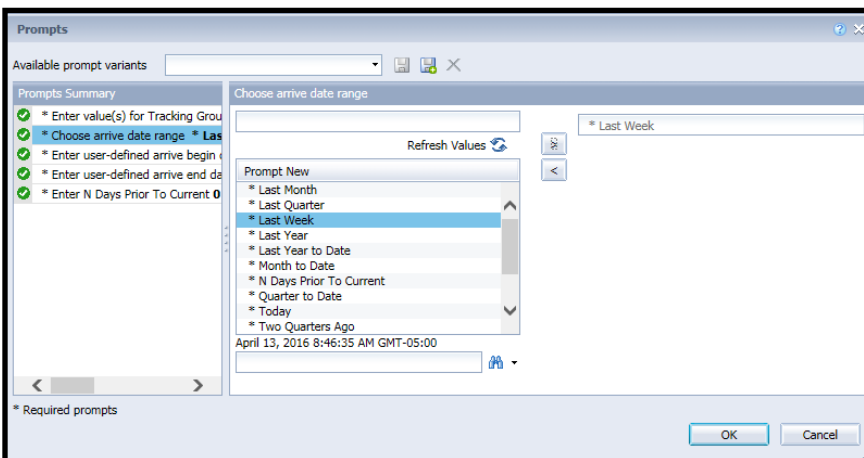 Prompts
Available prompt variants
Prompts Summary
* Enter value(s) for Tracking Grou
* Choose arrive date range * Las
* Enter user-defined arrive begin
* Enter user-defined arrive end da
* Enter N Days Prior To Current 0
Choose arrive date range
Refresh Values
Prompt New
* Last Month
* Last Quarter
* Last Week
* Last Year
* Last Year to Date
* Month to Date
* N Days Prior To Current
* Quarter to Date
* Today
* Two Quarters Ago
April 13, 2016 8:46:35 AM GMT-05:00
<
* Last Week
* Required prompts
OK
Cancel